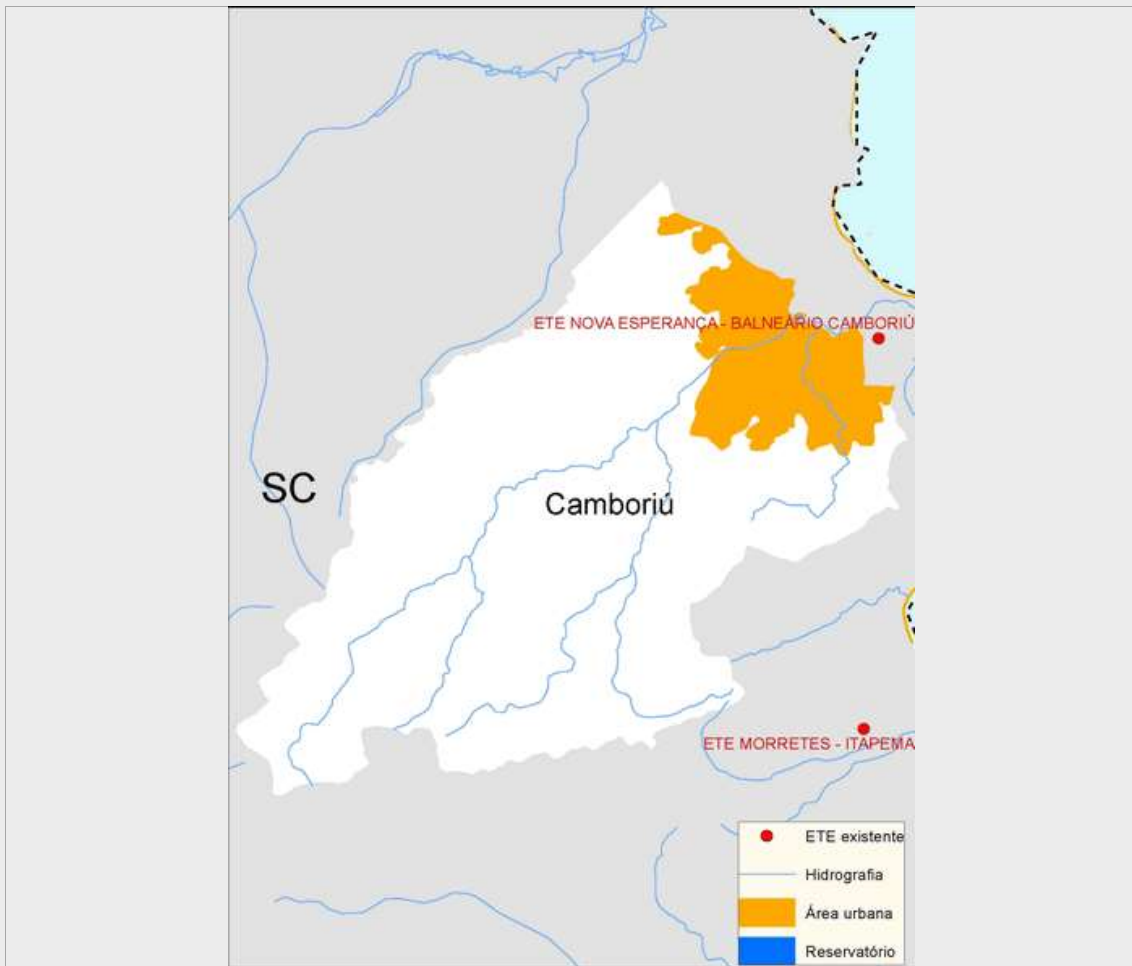 ETE NOVA ESPERANÇA - BALNEÁRIO CAMBORIÚ
SC
Camboriú
ETE MORRETES - ITAPEMA
ETE existente
Hidrografia
Área urbana
Reservatório